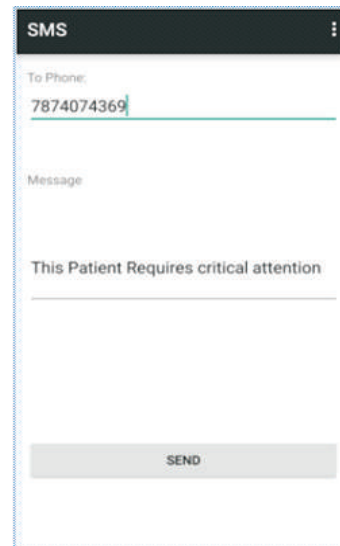 SMS
To Phone:
7874074369
Message
This Patient Requires critical attention
SEND